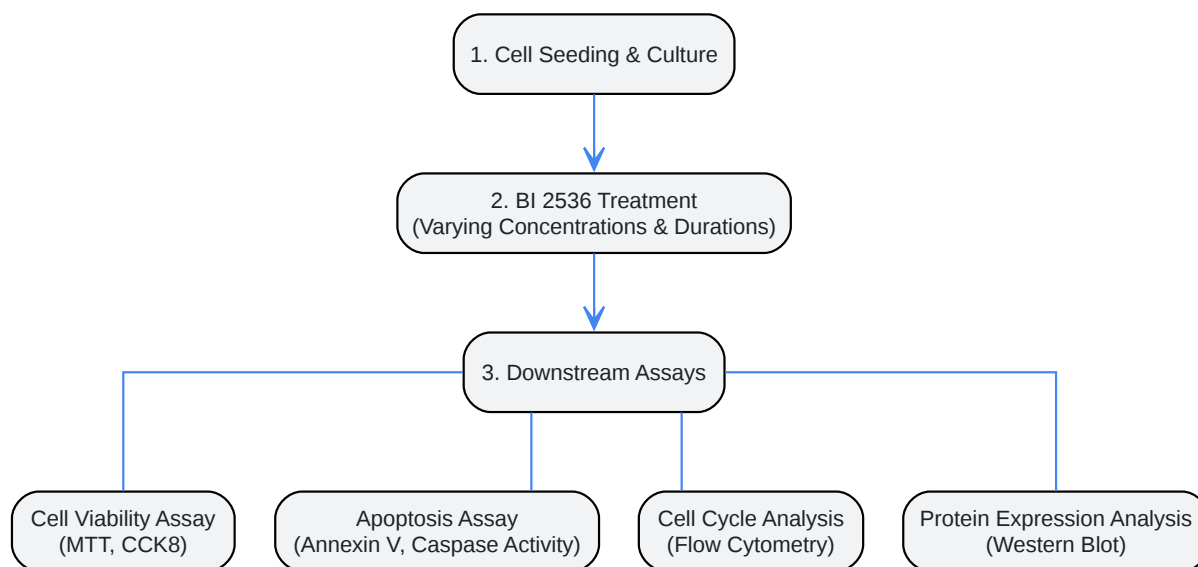 1. Cell Seeding & Culture
2. BI 2536 Treatment
(Varying Concentrations & Durations)
3. Downstream Assays
Cell Viability Assay
(MTT, CCK8)
Apoptosis Assay
(Annexin V, Caspase Activity)
Cell Cycle Analysis
(Flow Cytometry)
Protein Expression Analysis
(Western Blot)